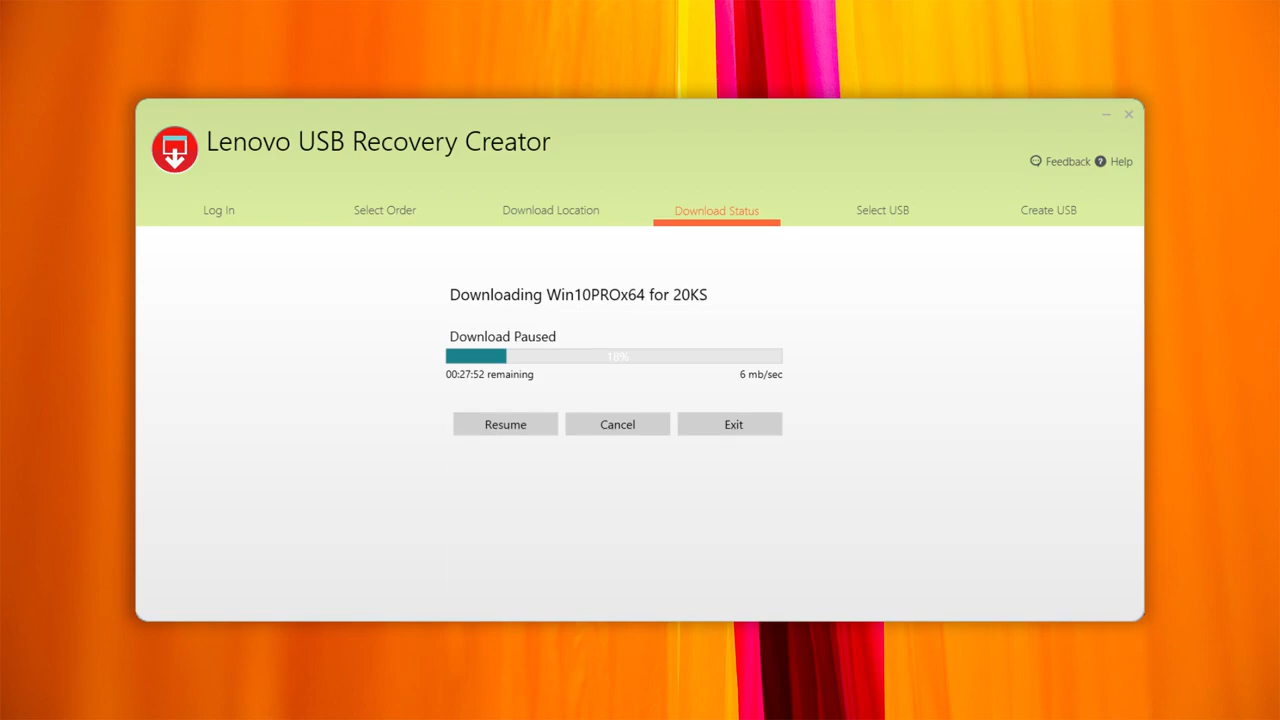 Lenovo USB Recovery Creator
Feedback ? Help
Log In Select Order Download Location Download Status Select USB Create USB
Downloading Win10PROx64 for 20KS
Download Paused
18%
00:27:52 remaining 6 mb/sec
Resume Cancel Exit